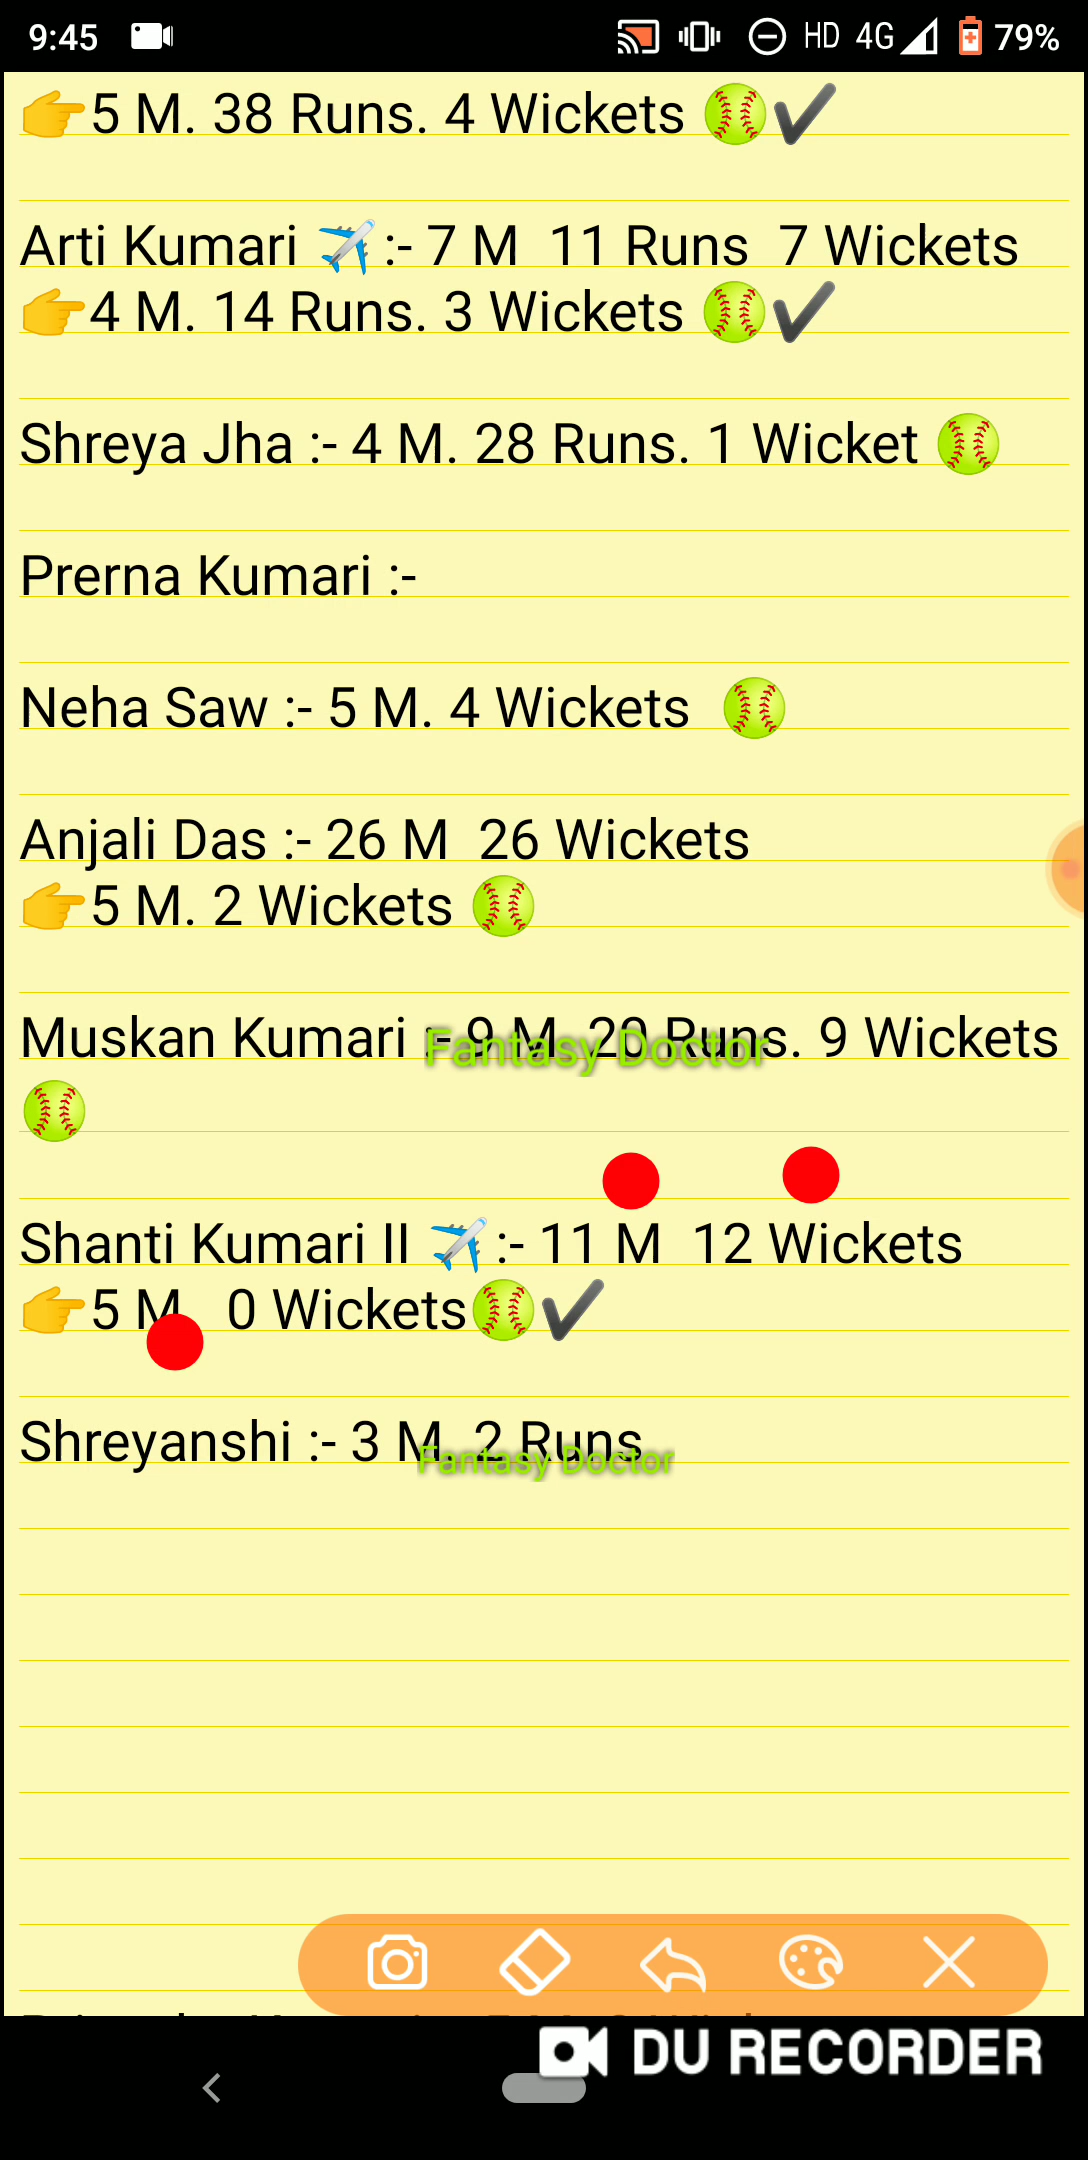 9:45 HD 4G 79%
👉5 M. 38 Runs. 4 Wickets 🥎✔
Arti Kumari ✈:- 7 M 11 Runs 7 Wickets
👉4 M. 14 Runs. 3 Wickets 🥎✔
Shreya Jha :- 4 M. 28 Runs. 1 Wicket 🥎
Prerna Kumari :-
Neha Saw :- 5 M. 4 Wickets 🥎
Anjali Das :- 26 M 26 Wickets
👉5 M. 2 Wickets 🥎
Muskan Kumari :- 9 M. 20 Runs. 9 Wickets
Fantasy Doctor
🥎
Shanti Kumari II ✈:- 11 M 12 Wickets
👉5 M. 0 Wickets🥎✔
Shreyanshi :- 3 M. 2 Runs
Fantasy Doctor
DU RECORDER